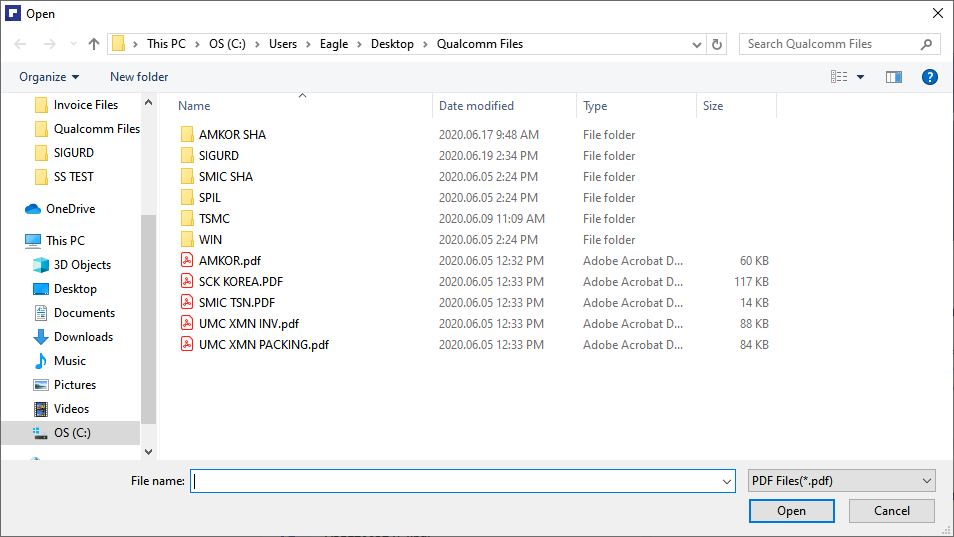 Open
This PC > OS (C:) > Users > Eagle > Desktop > Qualcomm Files
Search Qualcomm Files
Organize
New folder
Invoice Files
Qualcomm Files
SIGURD
SS TEST
OneDrive
This PC
3D Objects
Desktop
Documents
Downloads
Music
Pictures
Videos
OS (C:)
Name Date modified Type Size
AMKOR SHA 2020.06.17 9:48 AM File folder
SIGURD 2020.06.19 2:34 PM File folder
SMIC SHA 2020.06.05 2:24 PM File folder
SPIL 2020.06.05 2:24 PM File folder
TSMC 2020.06.09 11:09 AM File folder
WIN 2020.06.05 2:24 PM File folder
AMKOR.pdf 2020.06.05 12:32 PM Adobe Acrobat D... 60 KB
SCK KOREA.PDF 2020.06.05 12:33 PM Adobe Acrobat D... 117 KB
SMIC TSN.PDF 2020.06.05 12:33 PM Adobe Acrobat D... 14 KB
UMC XMN INV.pdf 2020.06.05 12:33 PM Adobe Acrobat D... 88 KB
UMC XMN PACKING.pdf 2020.06.05 12:33 PM Adobe Acrobat D... 84 KB
File name:
PDF Files(*.pdf)
Open
Cancel